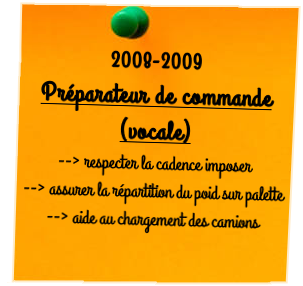 2008-2009
Préparateur de commande
(vocale)
--> respecter la cadence imposer
--> assurer la répartition du poid sur palette
--> aide au chargement des camions